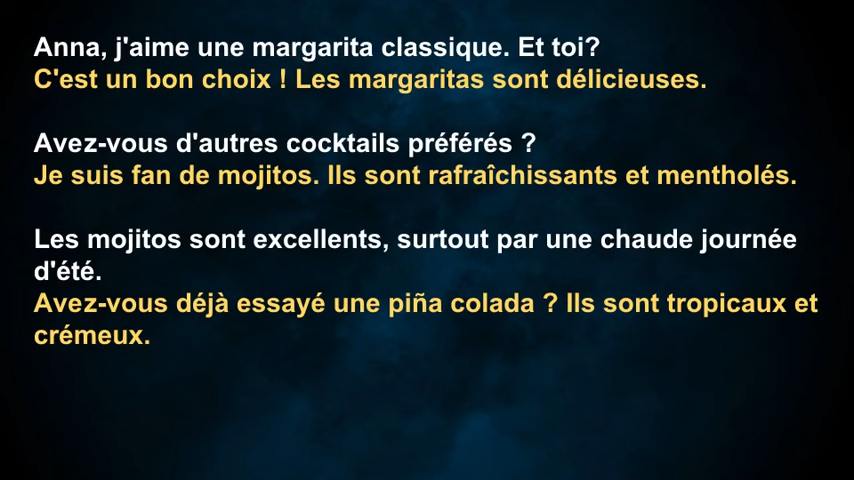 Anna, j'aime une margarita classique. Et toi?
C'est un bon choix ! Les margaritas sont délicieuses.
Avez-vous d'autres cocktails préférés ?
Je suis fan de mojitos. Ils sont rafraîchissants et mentholés.
Les mojitos sont excellents, surtout par une chaude journée
d'été.
Avez-vous déjà essayé une piña colada ? Ils sont tropicaux et
crémeux.